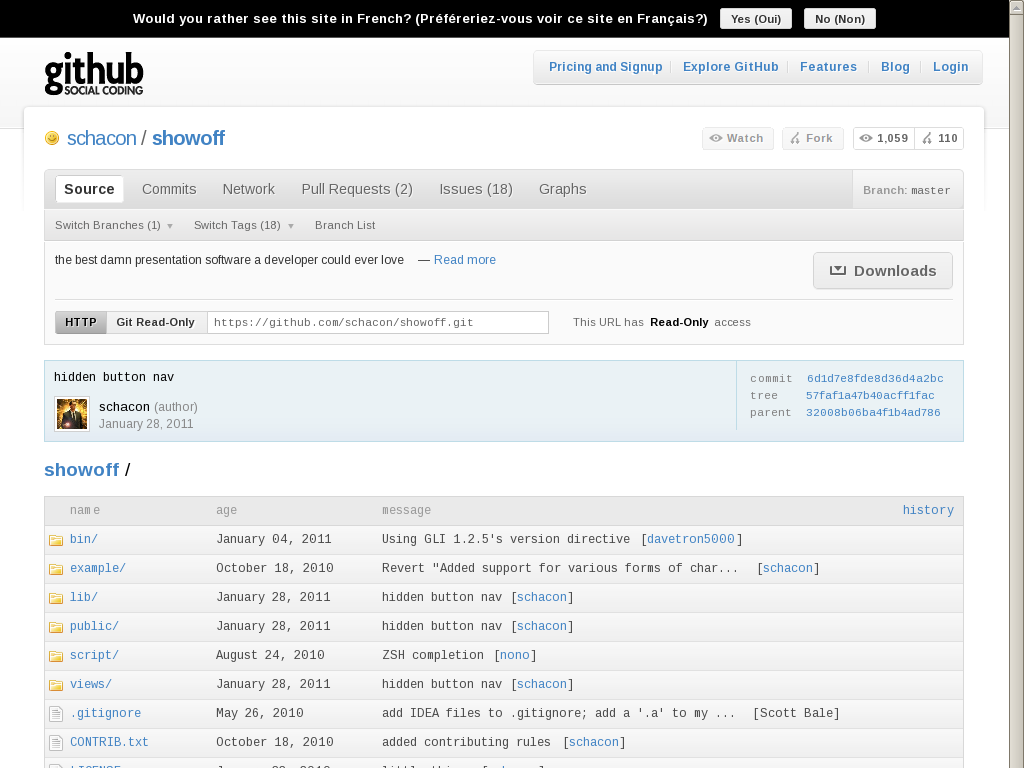 Would you rather see this site in French? (Préféreriez-vous voir ce site en Français?) Yes (Oui) No (Non)
github
SOCIAL CODING
Pricing and Signup Explore GitHub Features Blog Login
schacon / showoff
Watch Fork 1,059 110
Source Commits Network Pull Requests (2) Issues (18) Graphs Branch: master
Switch Branches (1) Switch Tags (18) Branch List
the best damn presentation software a developer could ever love — Read more
Downloads
HTTP Git Read-Only https://github.com/schacon/showoff.git This URL has Read-Only access
hidden button nav
schacon (author)
January 28, 2011
commit 6d1d7e8fde8d36d4a2bc
tree 57faf1a47b40acff1fac
parent 32008b06ba4f1b4ad786
showoff /
name age message history
bin/ January 04, 2011 Using GLI 1.2.5's version directive [davetron5000]
example/ October 18, 2010 Revert "Added support for various forms of char... [schacon]
lib/ January 28, 2011 hidden button nav [schacon]
public/ January 28, 2011 hidden button nav [schacon]
script/ August 24, 2010 ZSH completion [nono]
views/ January 28, 2011 hidden button nav [schacon]
.gitignore May 26, 2010 add IDEA files to .gitignore; add a '.a' to my ... [Scott Bale]
CONTRIB.txt October 18, 2010 added contributing rules [schacon]